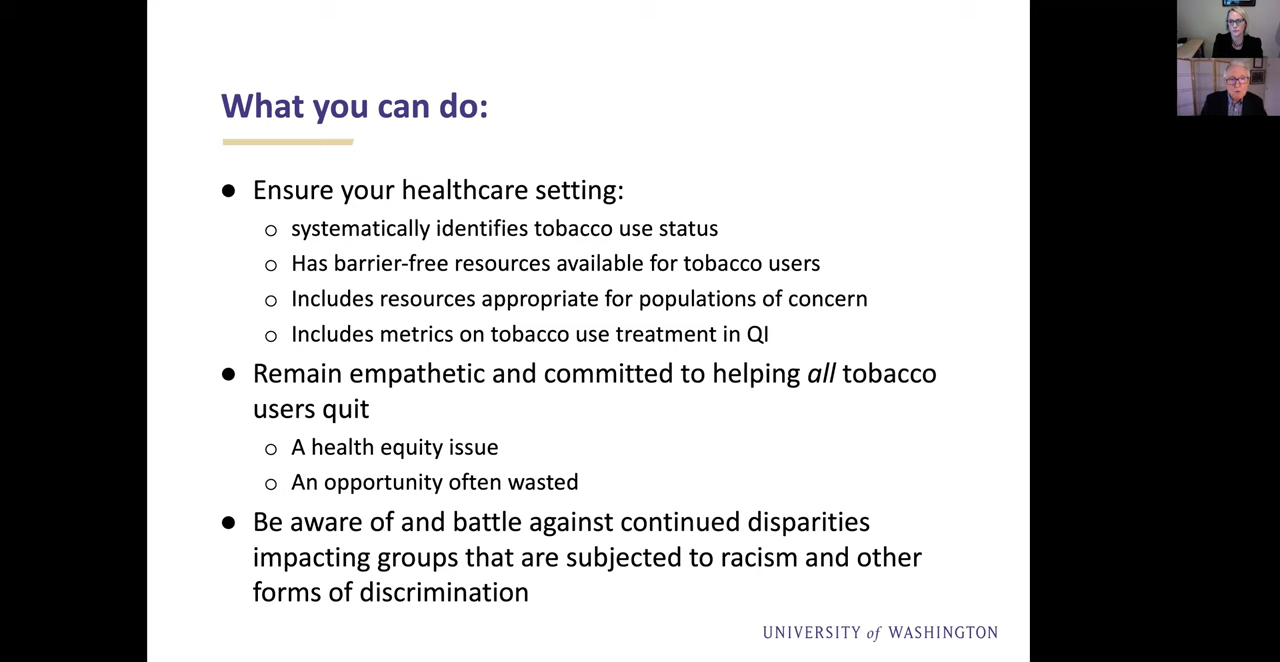 What you can do:
● Ensure your healthcare setting:
○ systematically identifies tobacco use status
○ Has barrier-free resources available for tobacco users
○ Includes resources appropriate for populations of concern
○ Includes metrics on tobacco use treatment in QI
● Remain empathetic and committed to helping all tobacco
users quit
○ A health equity issue
○ An opportunity often wasted
● Be aware of and battle against continued disparities
impacting groups that are subjected to racism and other
forms of discrimination
UNIVERSITY of WASHINGTON